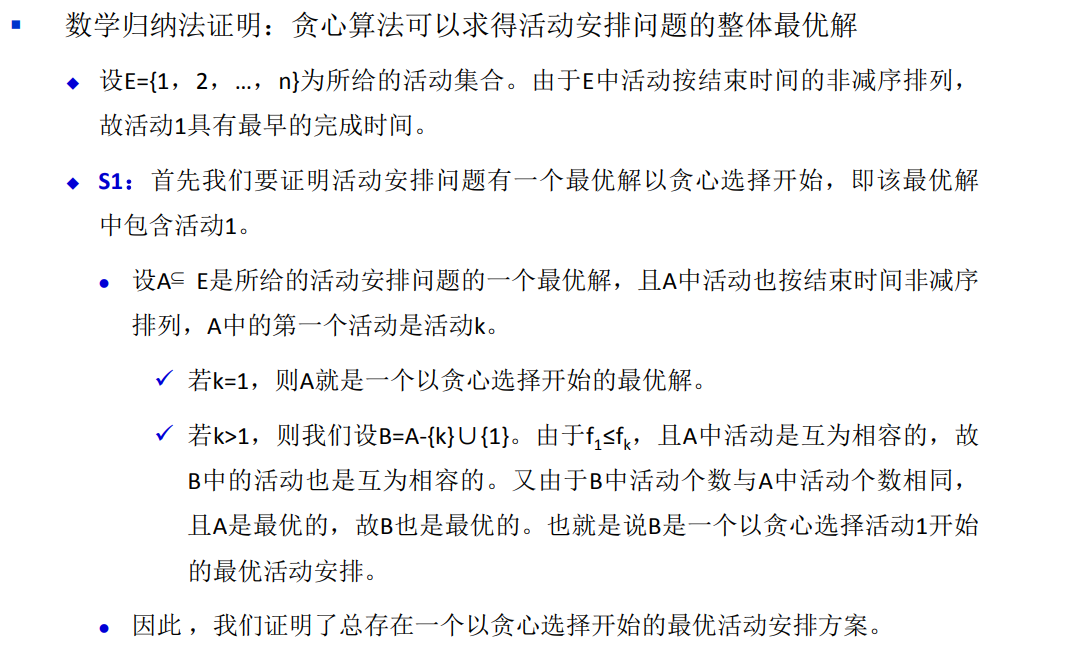 数学归纳法证明：贪心算法可以求得活动安排问题的整体最优解
设E={1，2，…，n}为所给的活动集合。由于E中活动按结束时间的非减序排列，
故活动1具有最早的完成时间。
S1：首先我们要证明活动安排问题有一个最优解以贪心选择开始，即该最优解
中包含活动1。
设A⊆ E是所给的活动安排问题的一个最优解，且A中活动也按结束时间非减序
排列，A中的第一个活动是活动k。
若k=1，则A就是一个以贪心选择开始的最优解。
若k>1，则我们设B=A-{k}∪{1}。由于f₁≤fₖ，且A中活动是互为相容的，故
B中的活动也是互为相容的。又由于B中活动个数与A中活动个数相同，
且A是最优的，故B也是最优的。也就是说B是一个以贪心选择活动1开始
的最优活动安排。
因此，我们证明了总存在一个以贪心选择开始的最优活动安排方案。